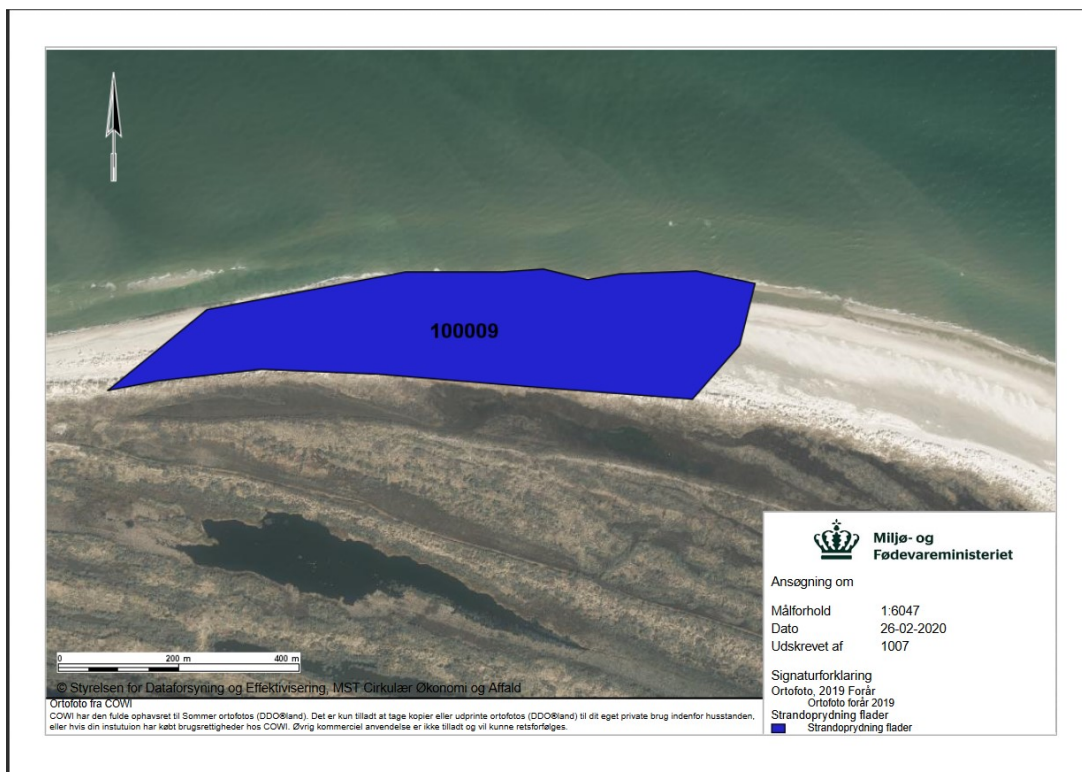 100009
Miljø- og
Fødevareministeriet
Ansøgning om
Målforhold 1:6047
Dato 26-02-2020
Udskrevet af 1007
Signaturforklaring
Ortofoto, 2019 Forår
Ortofoto forår 2019
Strandoprydning flader
Strandoprydning flader
0 200 m 400 m
© Styrelsen for Dataforsyning og Effektivisering, MST Cirkulær Økonomi og Affald
Ortofoto fra COWI
COWI har den fulde ophavsret til Sommer ortofotos (DDO®land). Det er kun tilladt at tage kopier eller udprinte ortofotos (DDO®land) til dit eget private brug indenfor husstanden,
eller hvis din instutuion har købt brugsrettigheder hos COWI. Øvrig kommerciel anvendelse er ikke tilladt og vil kunne retsforfølges.